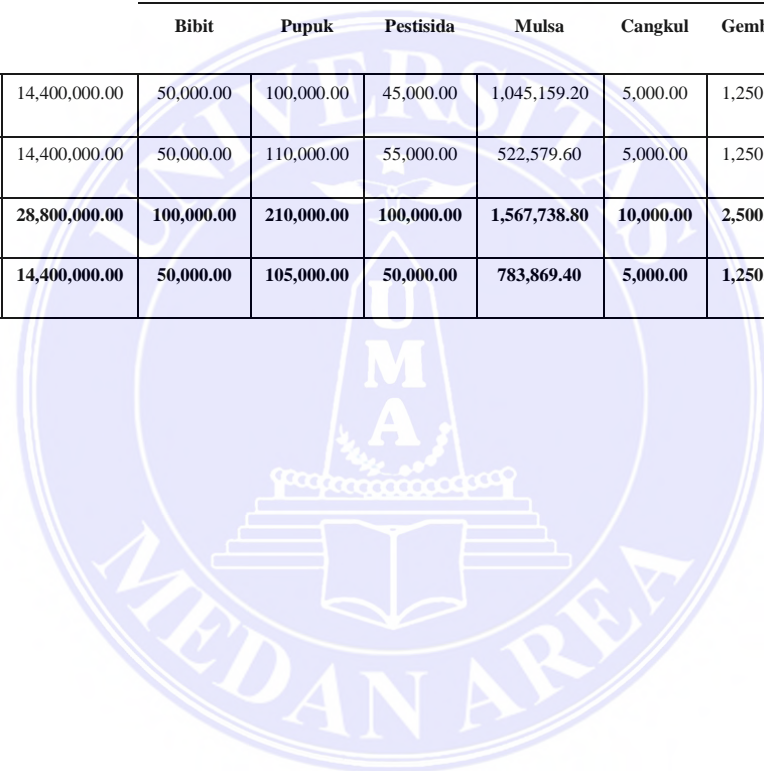 Bibit Pupuk Pestisida Mulsa Cangkul
14,400,000.00 50,000.00 100,000.00 45,000.00 1,045,159.20 5,000.00 1,250
14,400,000.00 50,000.00 110,000.00 55,000.00 522,579.60 5,000.00 1,250
28,800,000.00 100,000.00 210,000.00 100,000.00 1,567,738.80 10,000.00 2,500
14,400,000.00 50,000.00 105,000.00 50,000.00 783,869.40 5,000.00 1,250
UNIVERSITAS
U
M
A
MEDAN AREA